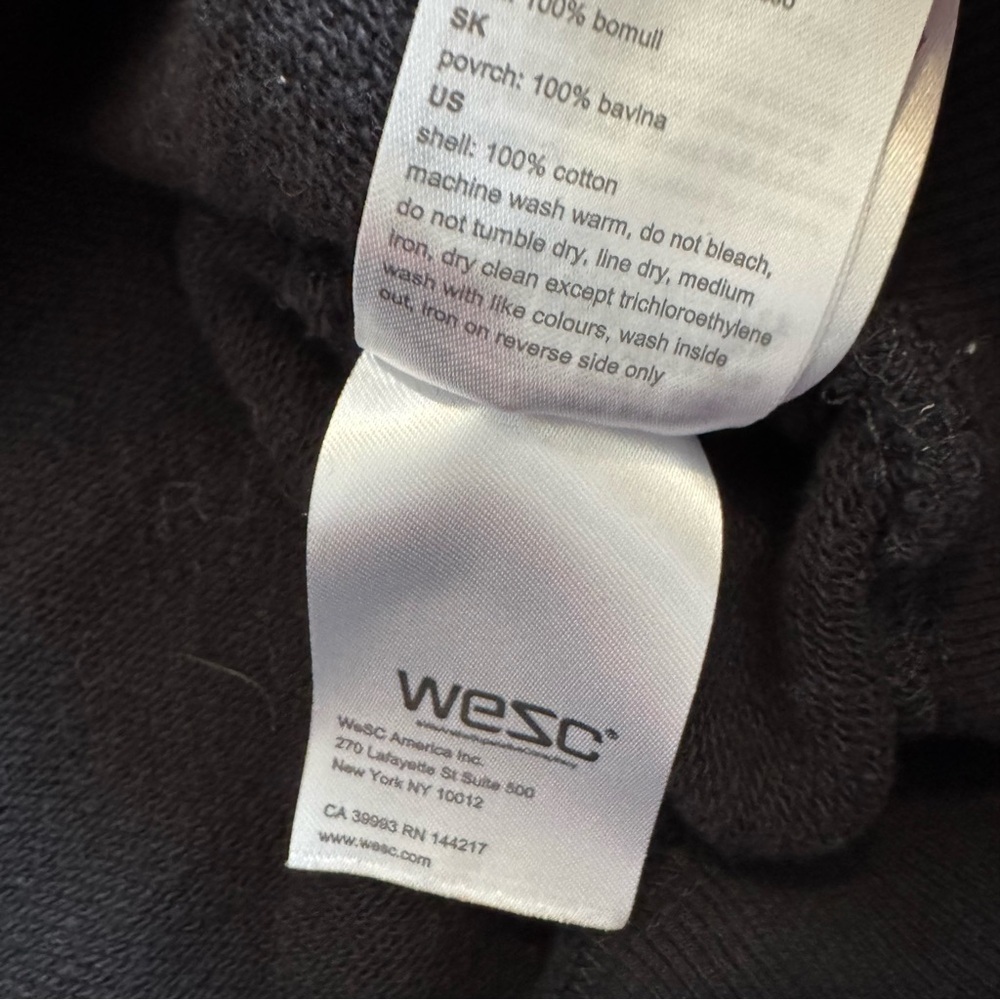 100% bomull
SK
povrch: 100% bavlna
US
shell: 100% cotton
machine wash warm, do not bleach,
do not tumble dry, line dry, medium
iron, dry clean except trichloroethylene
wash with like colours, wash inside
out, iron on reverse side only
wesc
WeSC America Inc.
270 Lafayette St Suite 500
New York NY 10012
CA 39993 RN 144217
www.wesc.com